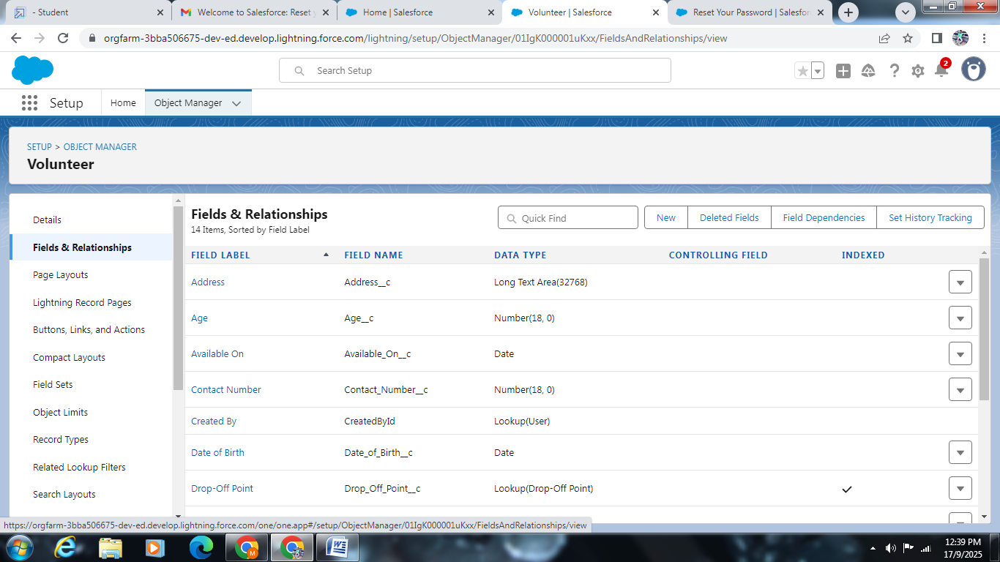 - Student
Welcome to Salesforce: Reset y
Home | Salesforce
Volunteer | Salesforce
Reset Your Password | Salesfor
orgfarm-3bba506675-dev-ed.develop.lightning.force.com/lightning/setup/ObjectManager/01IgK000001uKxx/FieldsAndRelationships/view
Search Setup
2
Setup
Home
Object Manager
SETUP > OBJECT MANAGER
Volunteer
Details
Fields & Relationships
Page Layouts
Lightning Record Pages
Buttons, Links, and Actions
Compact Layouts
Field Sets
Object Limits
Record Types
Related Lookup Filters
Search Layouts
Fields & Relationships
14 Items, Sorted by Field Label
Quick Find
New
Deleted Fields
Field Dependencies
Set History Tracking
FIELD LABEL FIELD NAME DATA TYPE CONTROLLING FIELD INDEXED
Address Address__c Long Text Area(32768)
Age Age__c Number(18, 0)
Available On Available_On__c Date
Contact Number Contact_Number__c Number(18, 0)
Created By CreatedById Lookup(User)
Date of Birth Date_of_Birth__c Date
Drop-Off Point Drop_Off_Point__c Lookup(Drop-Off Point)
https://orgfarm-3bba506675-dev-ed.develop.lightning.force.com/one/one.app#/setup/ObjectManager/01IgK000001uKxx/FieldsAndRelationships/view
M
12:39 PM
17/9/2025